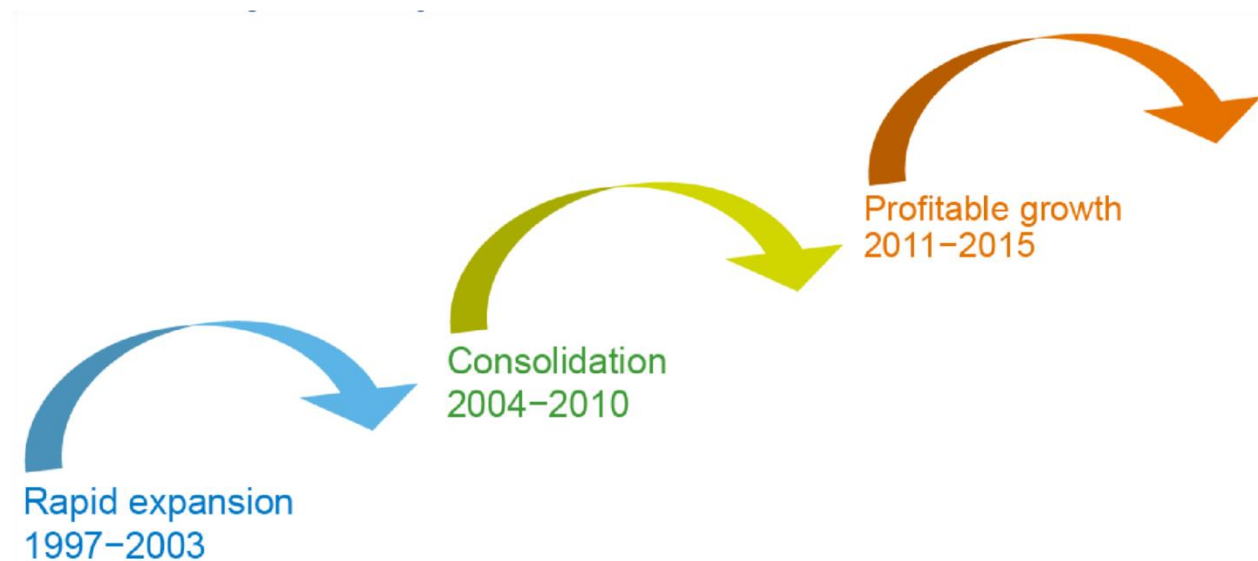 Rapid expansion
1997−2003
Consolidation
2004−2010
Profitable growth
2011−2015